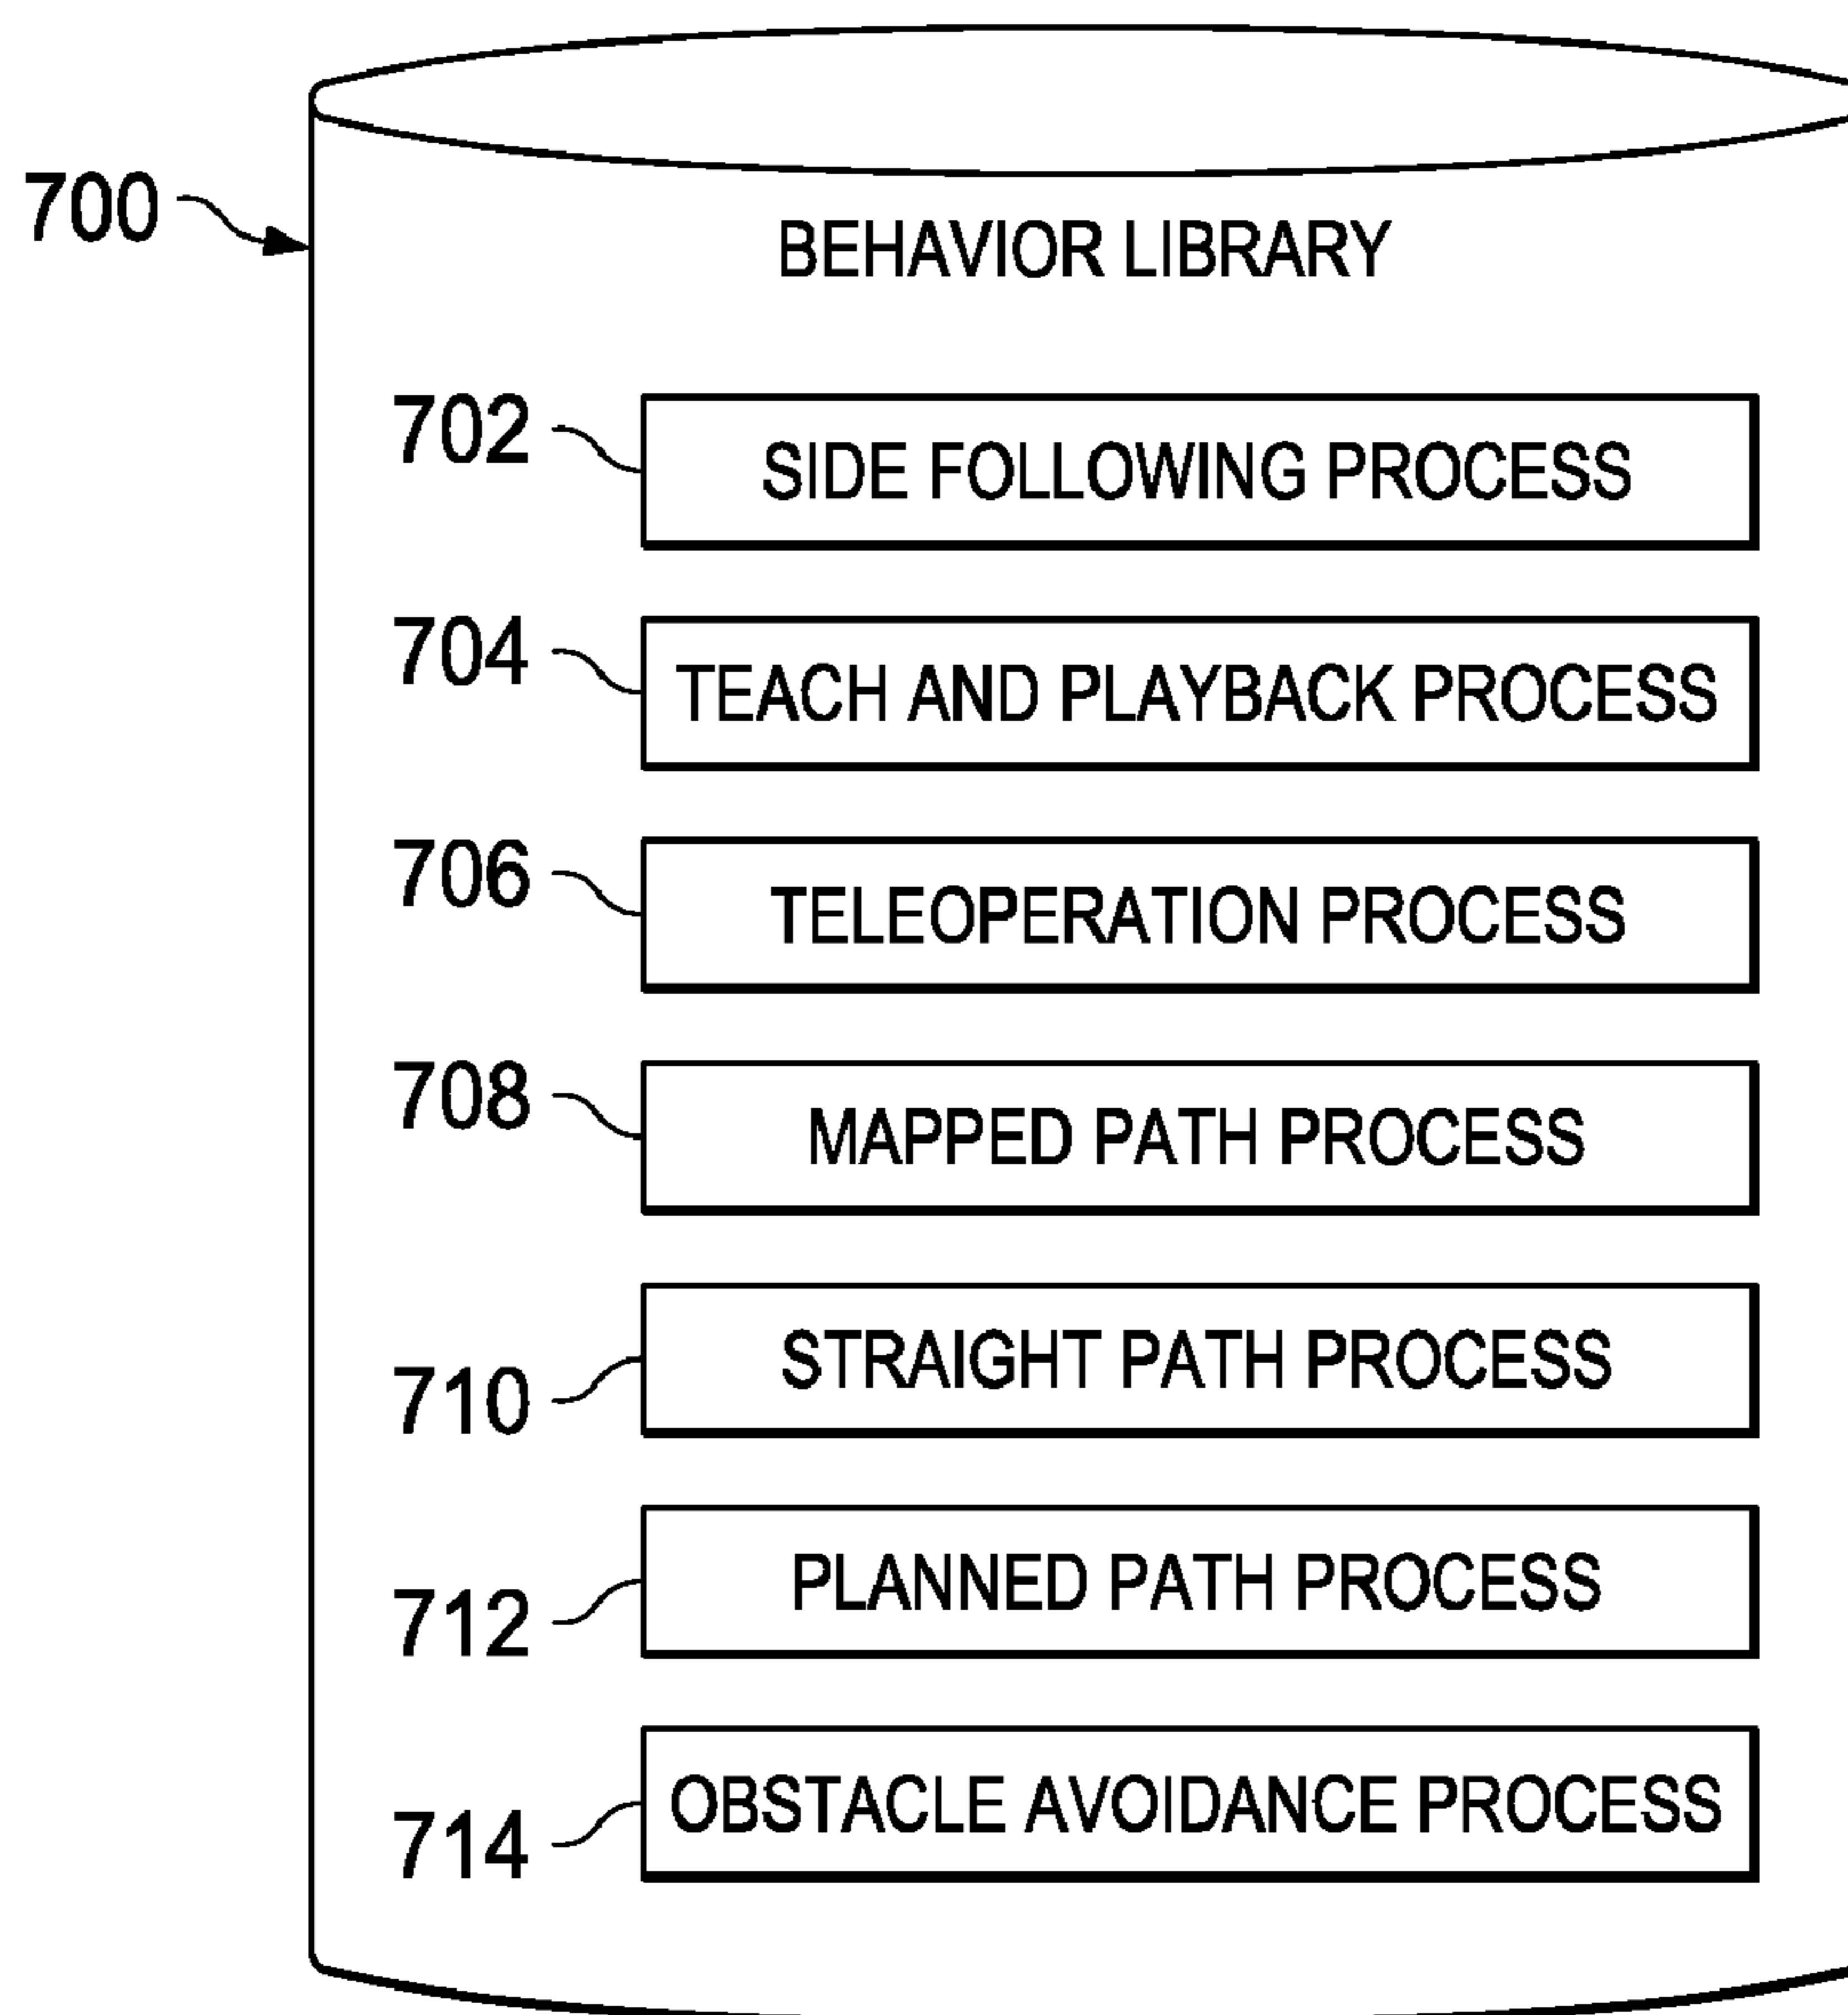 700
BEHAVIOR LIBRARY
702 SIDE FOLLOWING PROCESS
704 TEACH AND PLAYBACK PROCESS
706 TELEOPERATION PROCESS
708 MAPPED PATH PROCESS
710 STRAIGHT PATH PROCESS
712 PLANNED PATH PROCESS
714 OBSTACLE AVOIDANCE PROCESS